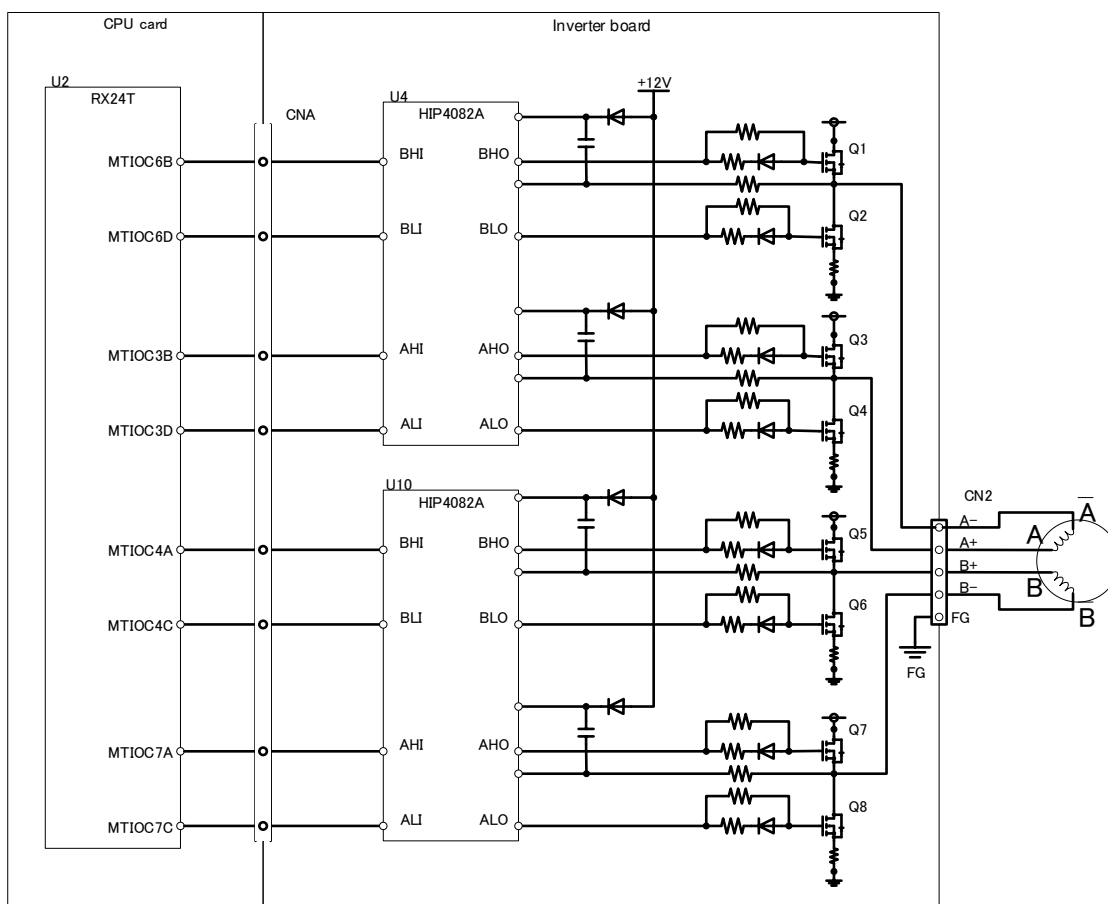 CPU card
Inverter board
U2
RX24T
CNA
U4
HIP4082A
+12V
MTIOC6B
BHI
BHO
Q1
MTIOC6D
BLI
BLO
Q2
MTIOC3B
AHI
AHO
Q3
MTIOC3D
ALI
ALO
Q4
U10
HIP4082A
CN2
MTIOC4A
BHI
BHO
Q5
A-
A+
B+
B-
FG
A
A̅
B
B̅
MTIOC4C
BLI
BLO
Q6
FG
MTIOC7A
AHI
AHO
Q7
MTIOC7C
ALI
ALO
Q8